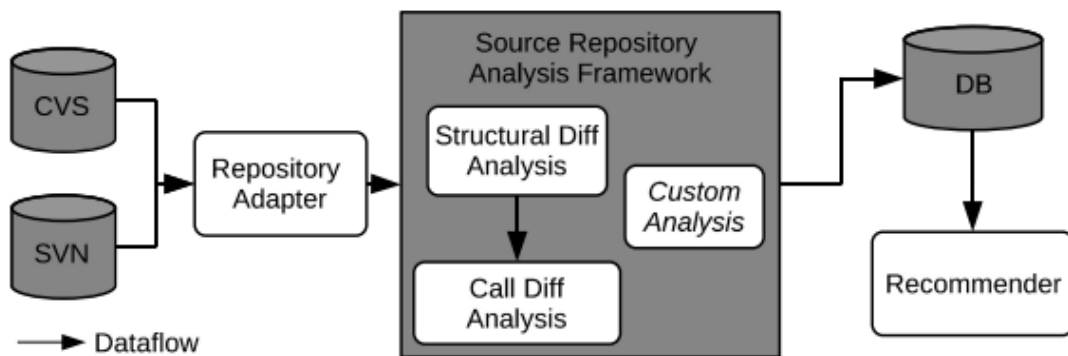 CVS
SVN
Dataflow
Repository
Adapter
Source Repository
Analysis Framework
Structural Diff
Analysis
Custom
Analysis
Call Diff
Analysis
DB
Recommender